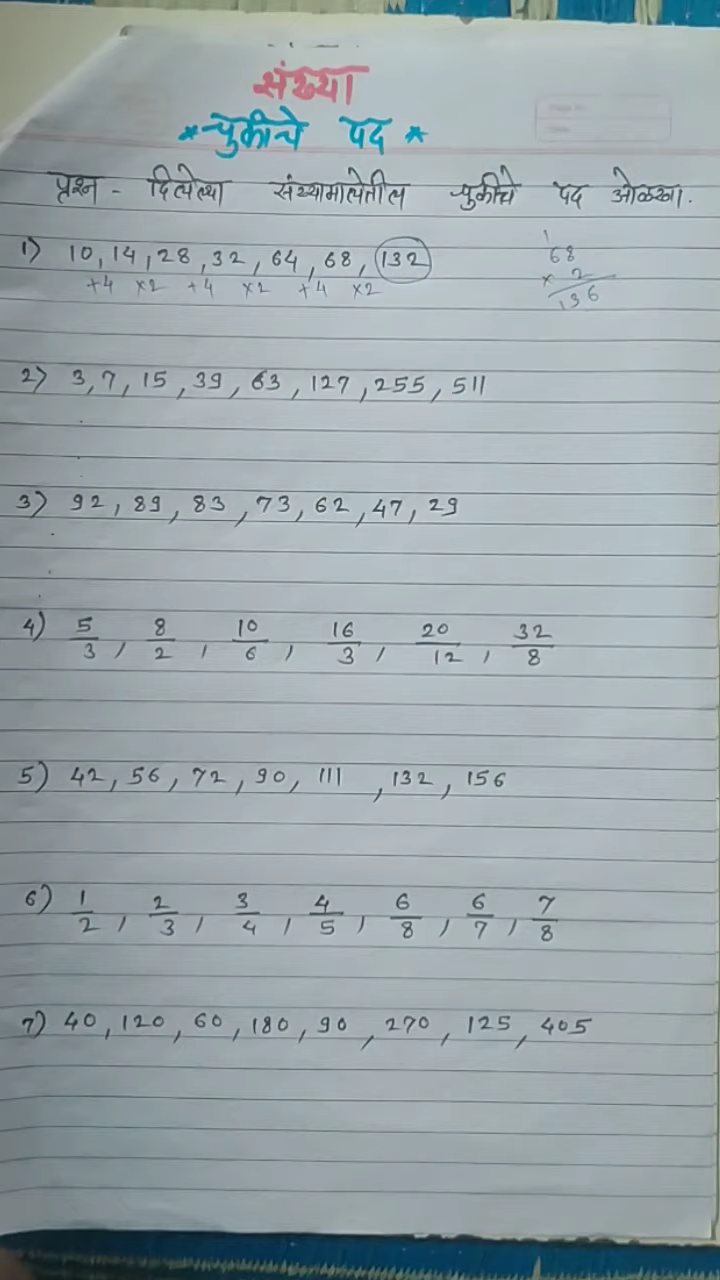 संख्या
* चुकीचे पद *
प्रश्न - दिलेल्या संख्यामालेतील चुकीचे पद ओळखा.
1) 10, 14, 28, 32, 64, 68, 132
+4 ×2 +4 ×2 +4 ×2
1
68
× 2
136
2) 3, 7, 15, 39, 63, 127, 255, 511
3) 92, 89, 83, 73, 62, 47, 29
4) 5/3, 8/2, 10/6, 16/3, 20/12, 32/8
5) 42, 56, 72, 90, 111, 132, 156
6) 1/2, 2/3, 3/4, 4/5, 6/8, 6/7, 7/8
7) 40, 120, 60, 180, 90, 270, 125, 405